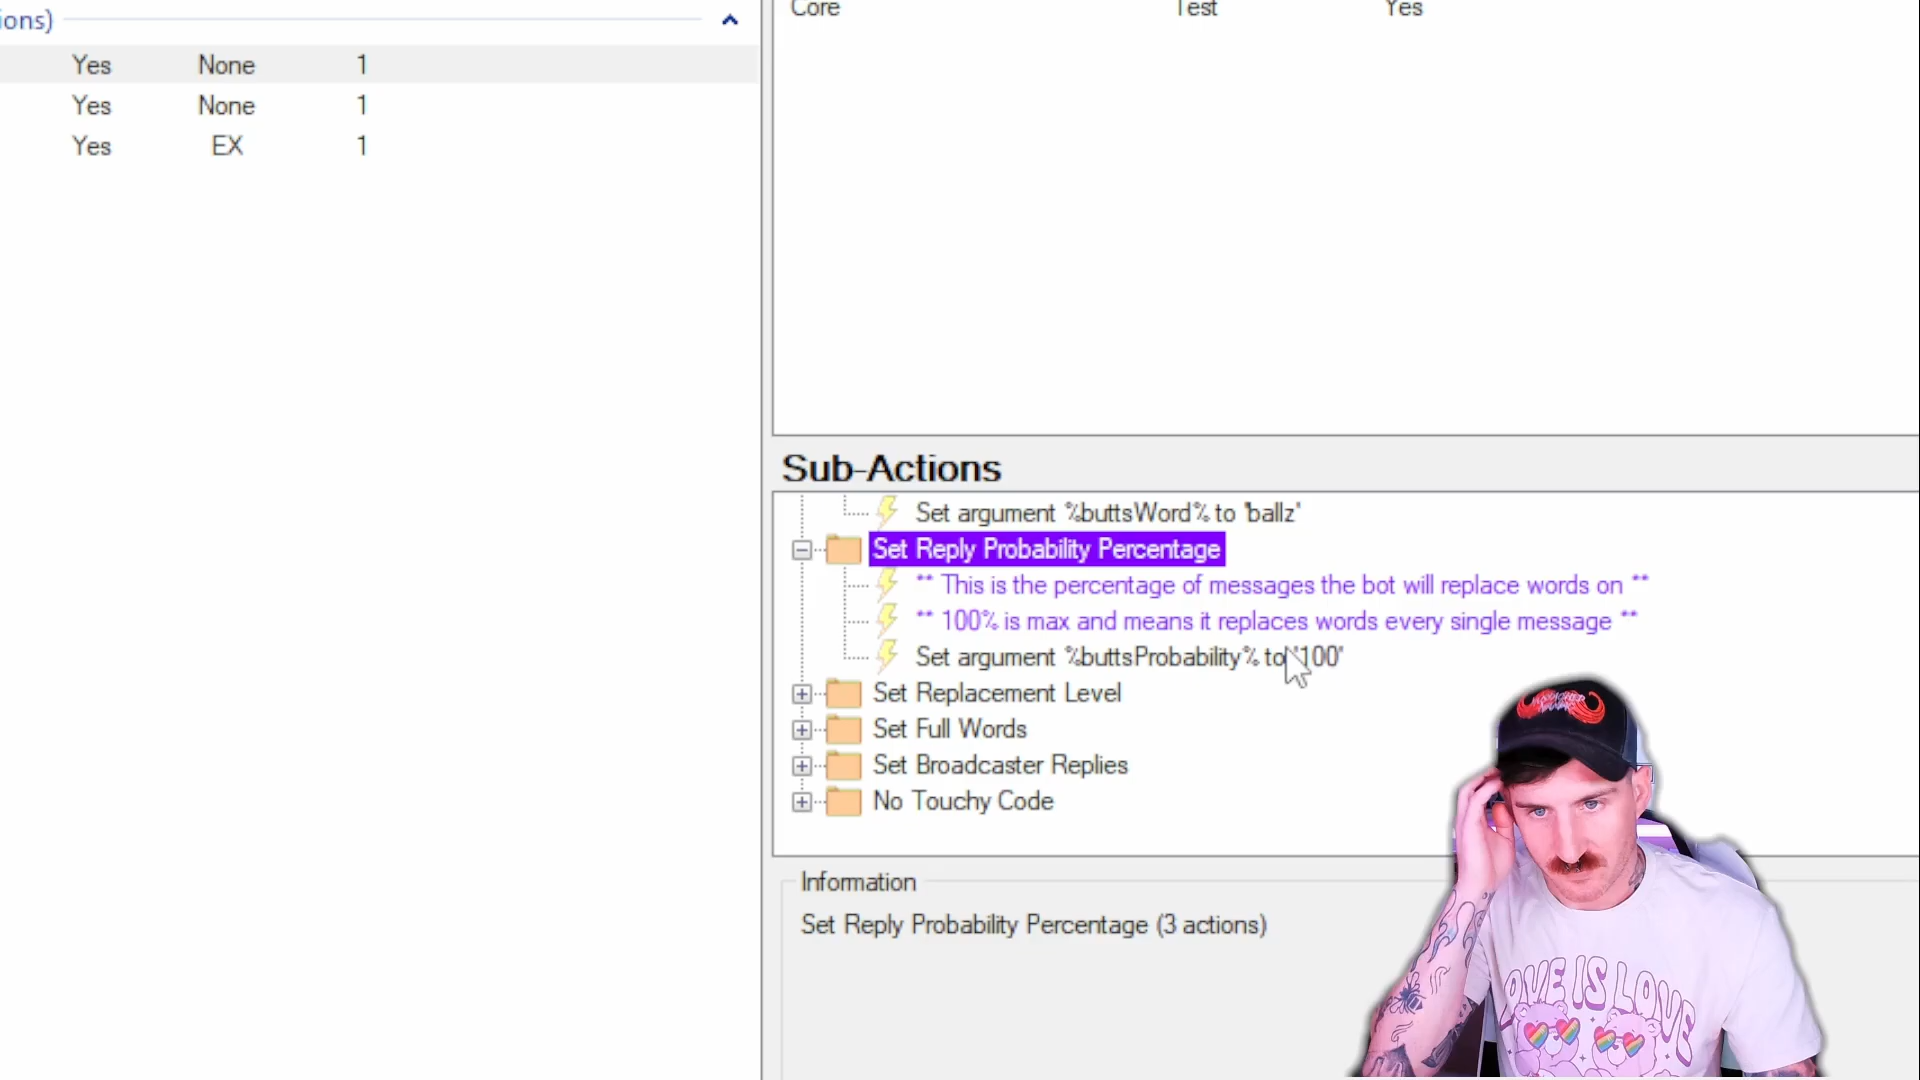 ions)
Yes None 1
Yes None 1
Yes EX 1
Core Test Yes
Sub-Actions
Set argument %buttsWord% to 'ballz'
Set Reply Probability Percentage
** This is the percentage of messages the bot will replace words on **
** 100% is max and means it replaces words every single message **
Set argument %buttsProbability% to '100'
Set Replacement Level
Set Full Words
Set Broadcaster Replies
No Touchy Code
Information
Set Reply Probability Percentage (3 actions)
LOVE IS LOVE